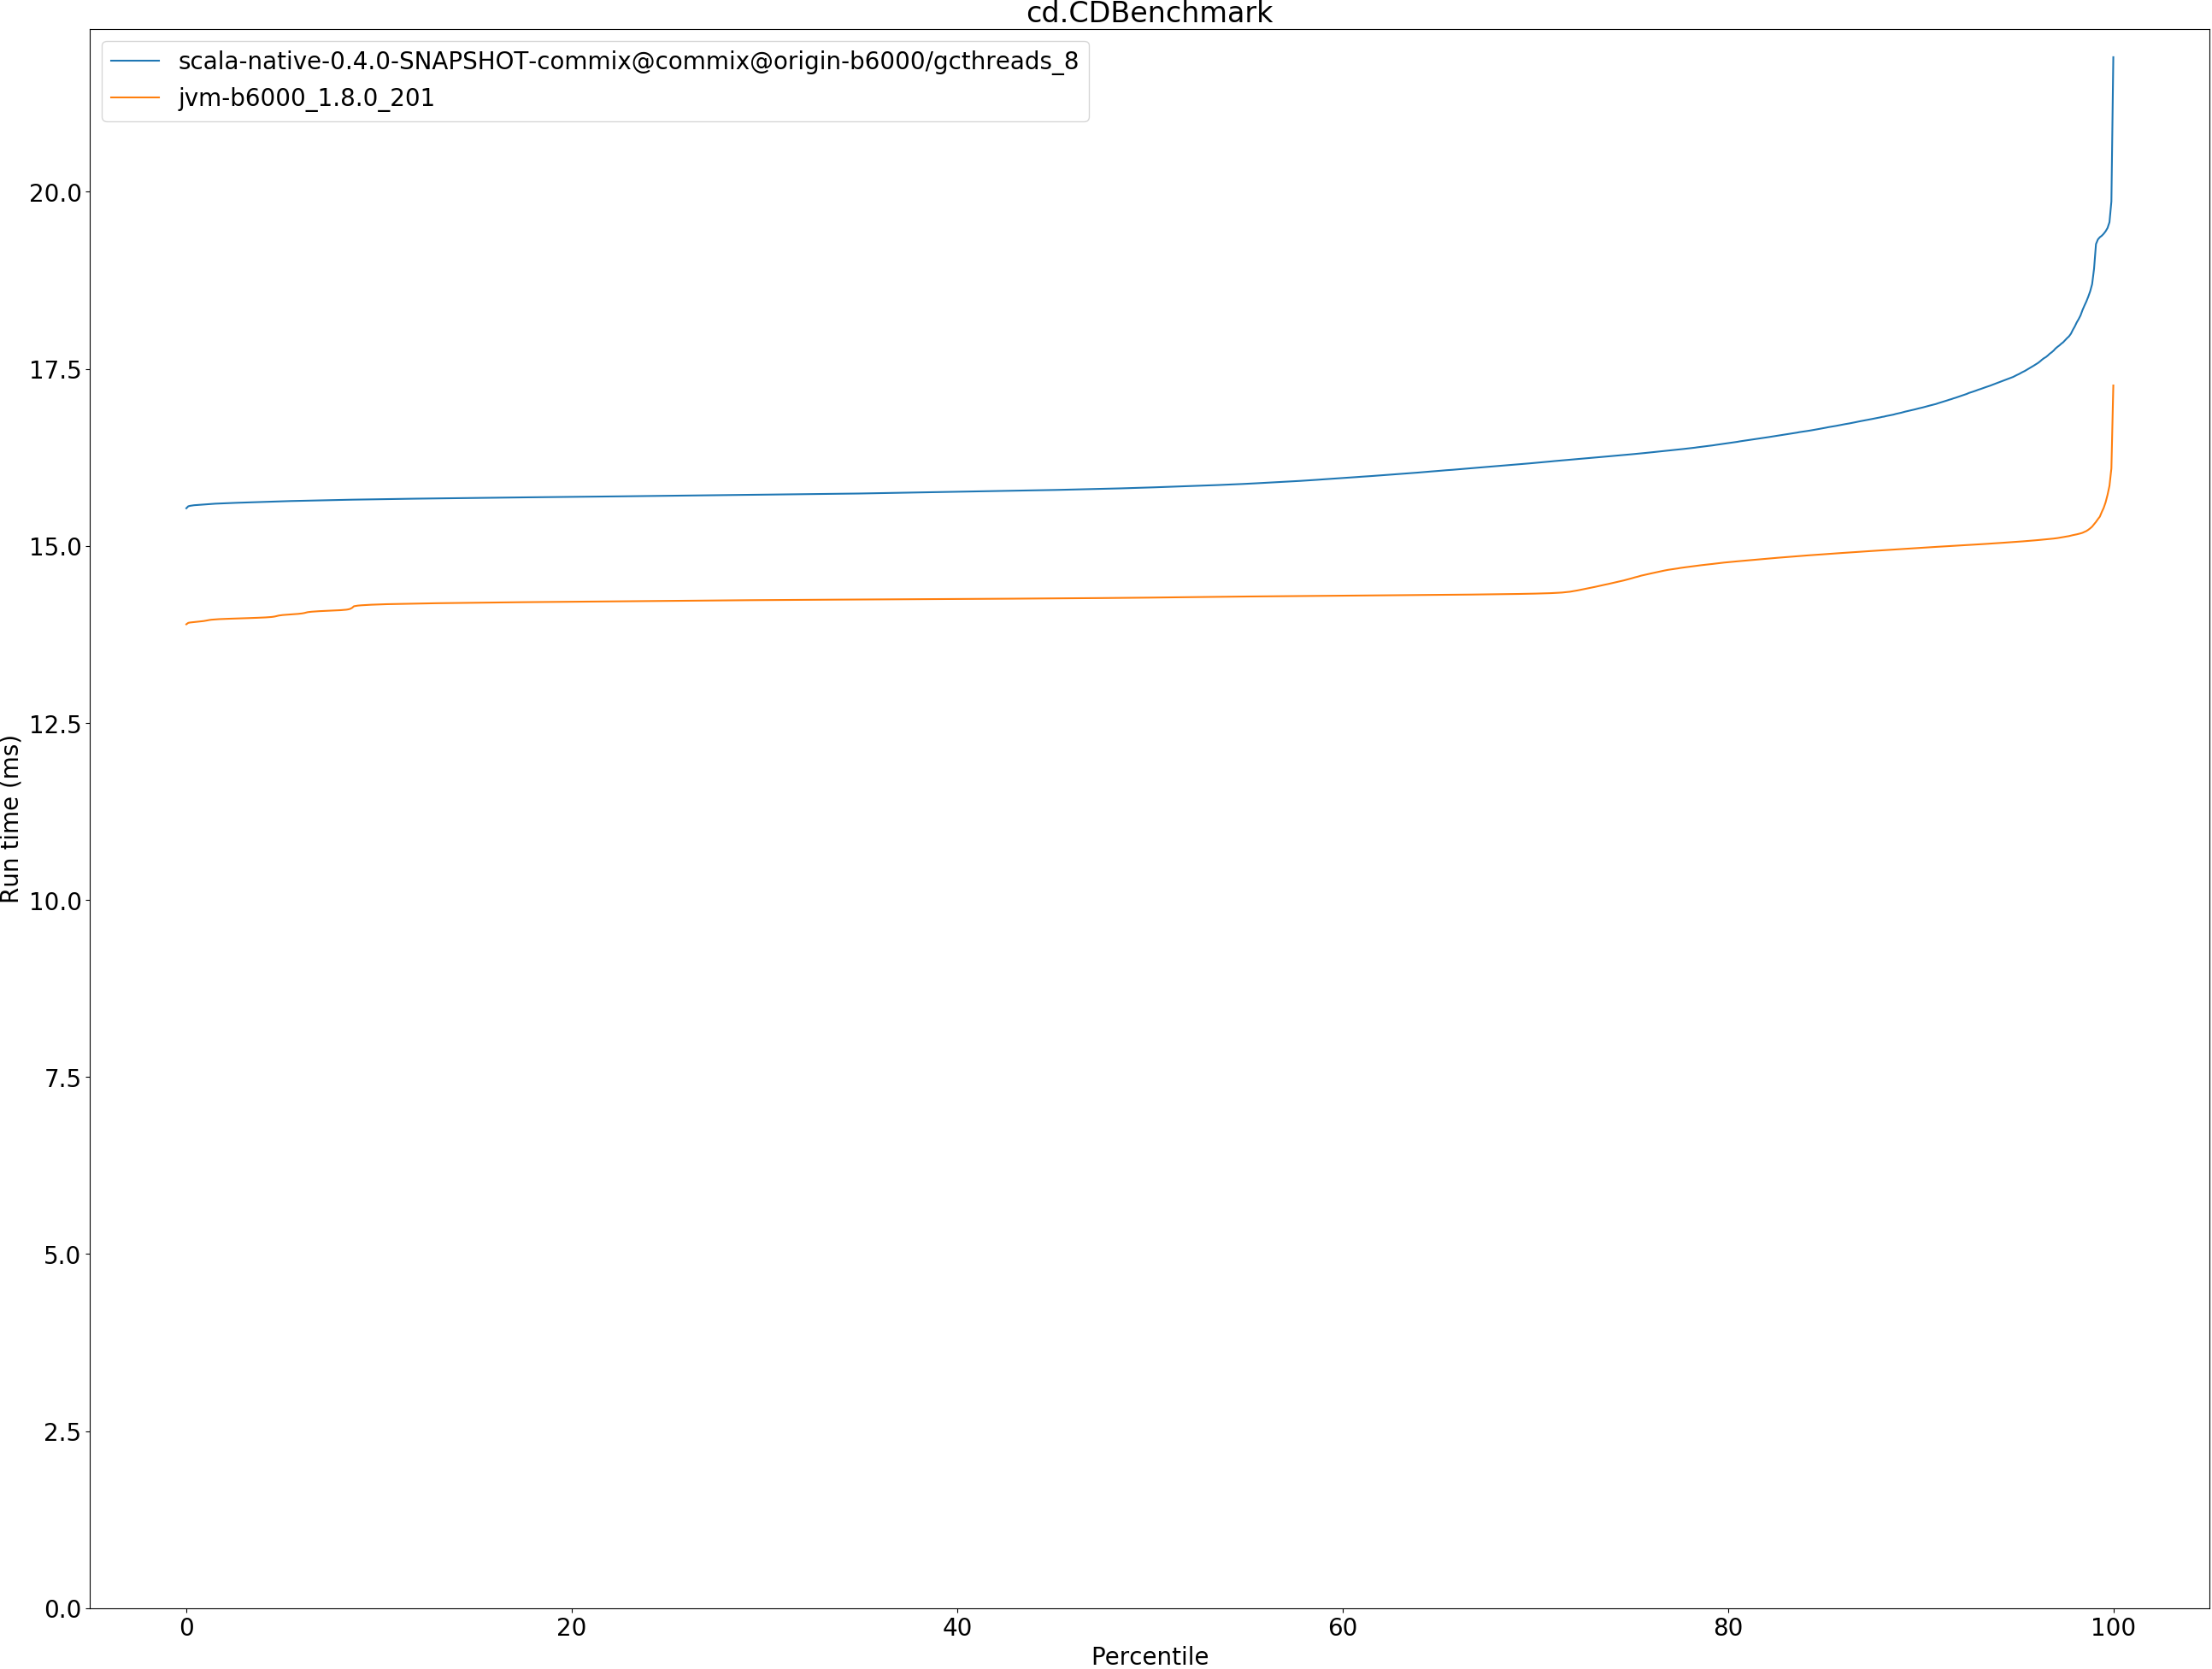 cd.CDBenchmark
scala-native-0.4.0-SNAPSHOT-commix@commix@origin-b6000/gcthreads_8
jvm-b6000_1.8.0_201
20.0
17.5
15.0
12.5
10.0
7.5
5.0
2.5
0.0
Run time (ms)
0 20 40 60 80 100
Percentile